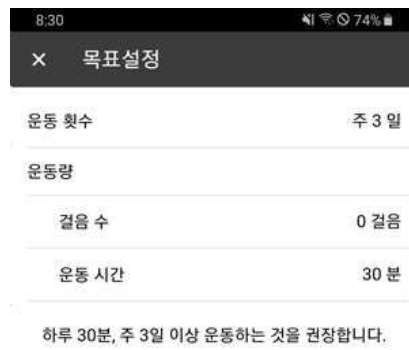 8:30 74%
× 목표설정
운동 횟수 주 3 일
운동량
걸음 수 0 걸음
운동 시간 30 분
하루 30분, 주 3일 이상 운동하는 것을 권장합니다.